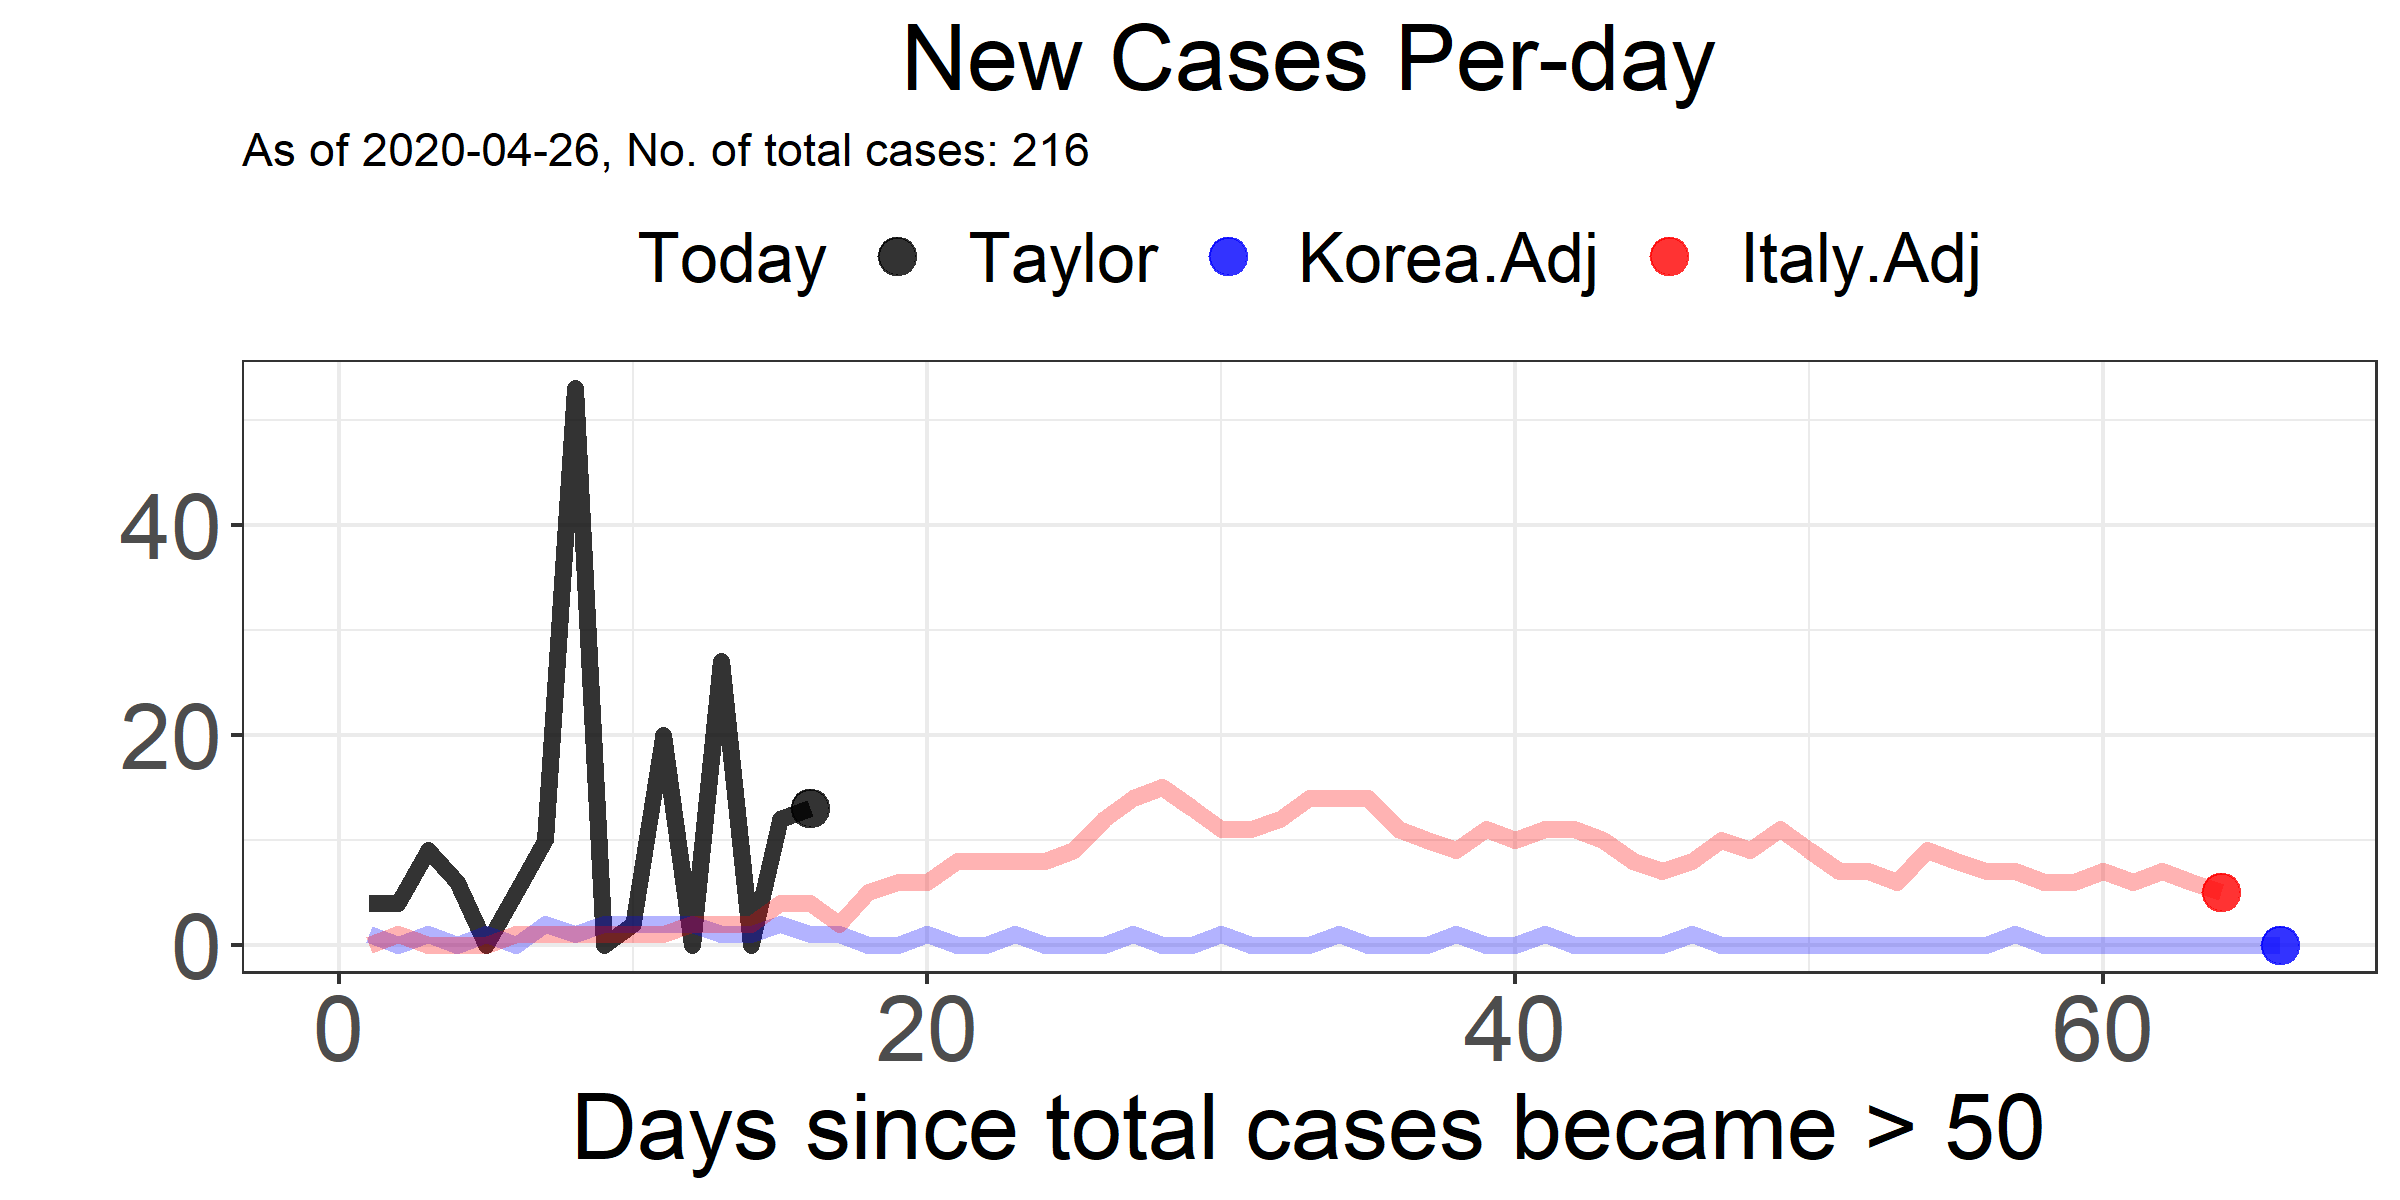 New Cases Per-day
As of 2020-04-26, No. of total cases: 216
Today Taylor Korea.Adj Italy.Adj
40
20
0
0 20 40 60
Days since total cases became > 50